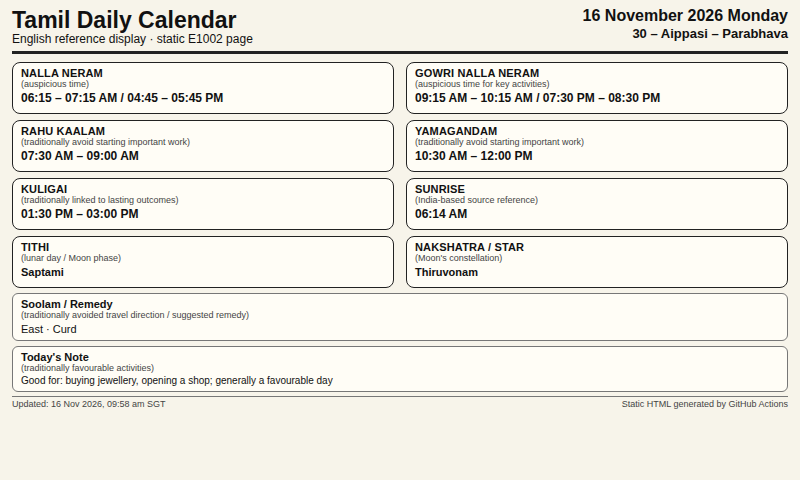 Tamil Daily Calendar
English reference display · static E1002 page
16 November 2026 Monday
30 – Aippasi – Parabhava
NALLA NERAM
(auspicious time)
06:15 – 07:15 AM / 04:45 – 05:45 PM
GOWRI NALLA NERAM
(auspicious time for key activities)
09:15 AM – 10:15 AM / 07:30 PM – 08:30 PM
RAHU KAALAM
(traditionally avoid starting important work)
07:30 AM – 09:00 AM
YAMAGANDAM
(traditionally avoid starting important work)
10:30 AM – 12:00 PM
KULIGAI
(traditionally linked to lasting outcomes)
01:30 PM – 03:00 PM
SUNRISE
(India-based source reference)
06:14 AM
TITHI
(lunar day / Moon phase)
Saptami
NAKSHATRA / STAR
(Moon's constellation)
Thiruvonam
Soolam / Remedy
(traditionally avoided travel direction / suggested remedy)
East · Curd
Today's Note
(traditionally favourable activities)
Good for: buying jewellery, opening a shop; generally a favourable day
Updated: 16 Nov 2026, 09:58 am SGT
Static HTML generated by GitHub Actions